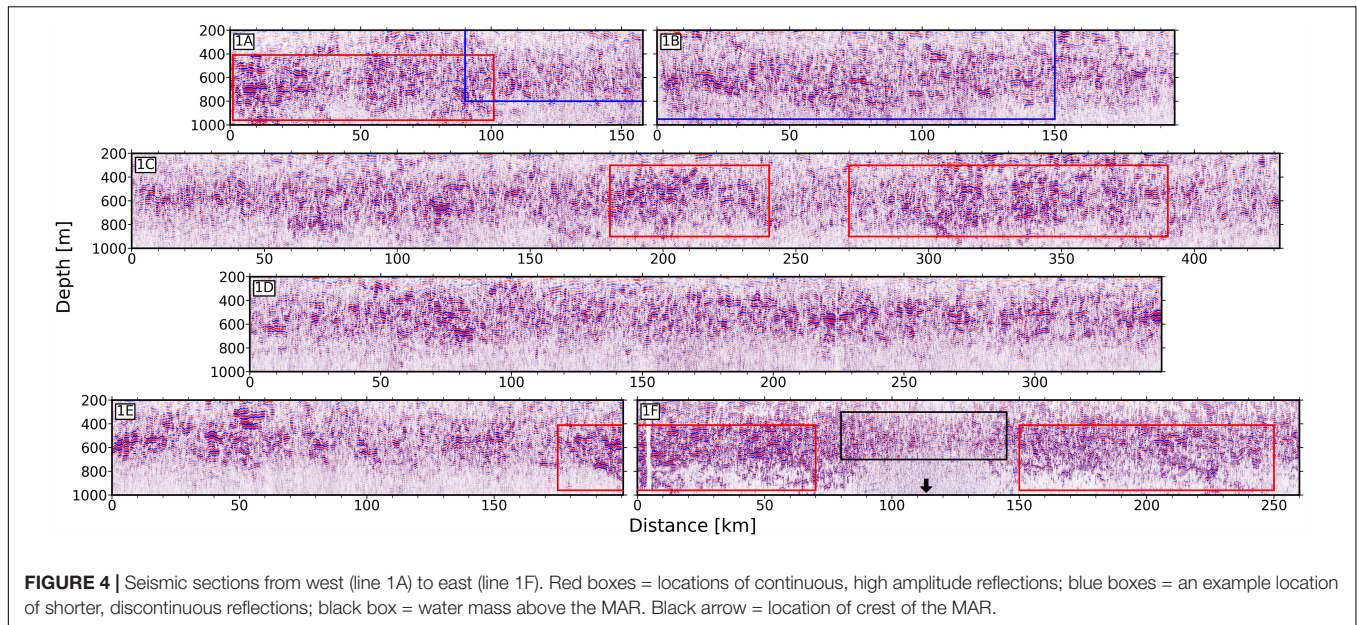 1A
1B
200
400
600
800
1000
0 50 100 150
0 50 100 150
1C
200
400
600
800
1000
0 50 100 150 200 250 300 350 400
Depth [m]
1D
200
400
600
800
1000
0 50 100 150 200 250 300
1E
1F
200
400
600
800
1000
0 50 100 150
0 50 100 150 200 250
Distance [km]
FIGURE 4 | Seismic sections from west (line 1A) to east (line 1F). Red boxes = locations of continuous, high amplitude reflections; blue boxes = an example location
of shorter, discontinuous reflections; black box = water mass above the MAR. Black arrow = location of crest of the MAR.